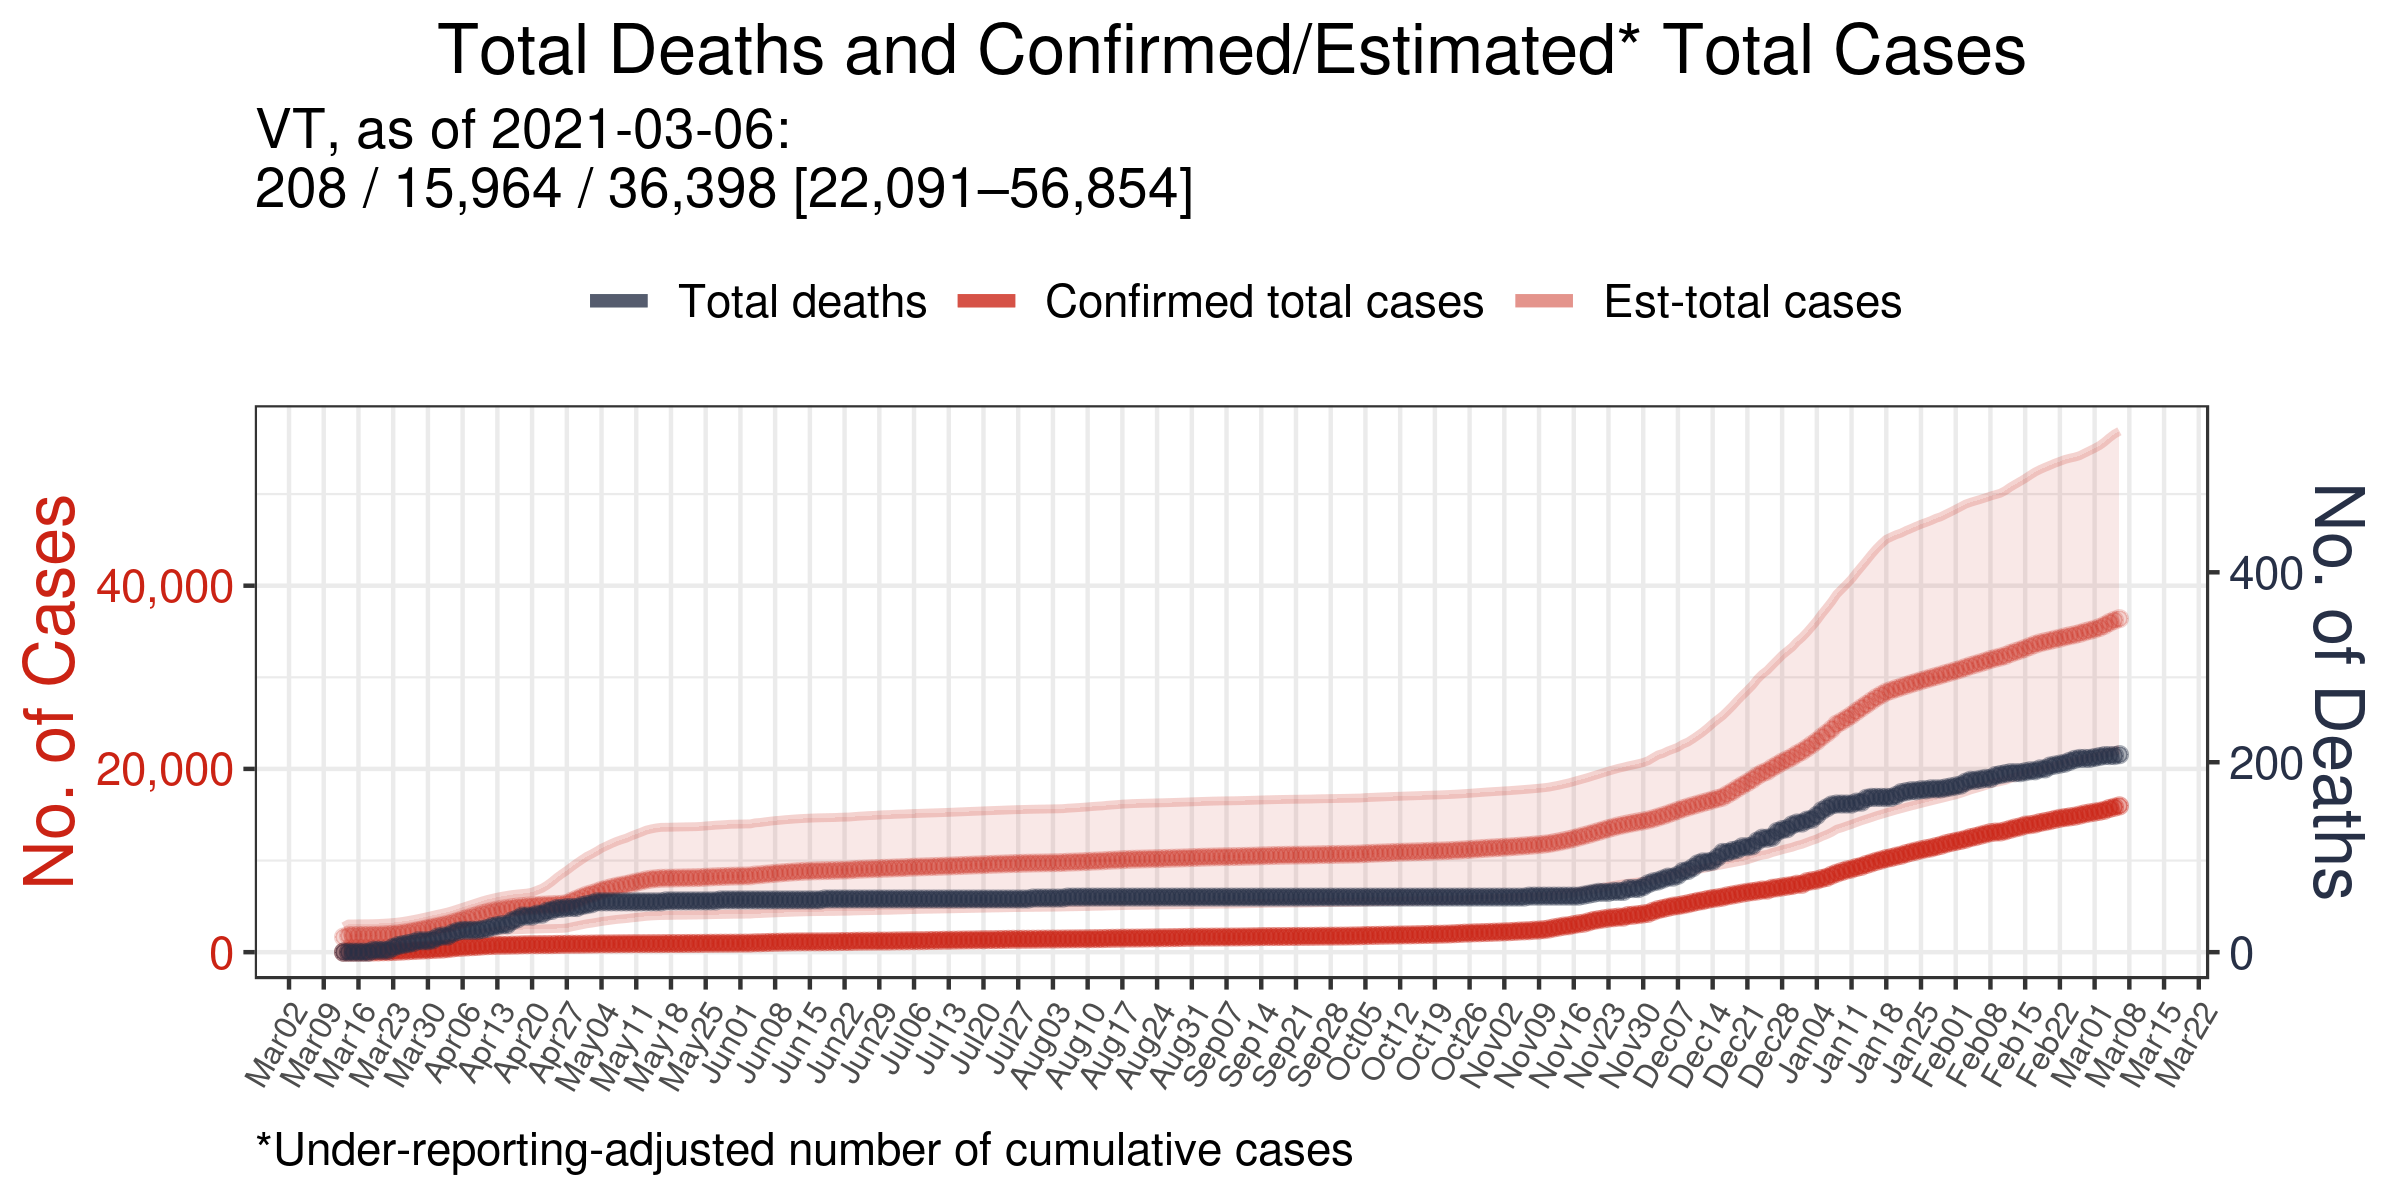 Total Deaths and Confirmed/Estimated* Total Cases
VT, as of 2021-03-06:
208 / 15,964 / 36,398 [22,091–56,854]
Total deaths
Confirmed total cases
Est-total cases
No. of Cases
40,000
20,000
0
400
200
0
No. of Deaths
Mar02
Mar09
Mar16
Mar23
Mar30
Apr06
Apr13
Apr20
Apr27
May04
May11
May18
May25
Jun01
Jun08
Jun15
Jun22
Jun29
Jul06
Jul13
Jul20
Jul27
Aug03
Aug10
Aug17
Aug24
Aug31
Sep07
Sep14
Sep21
Sep28
Oct05
Oct12
Oct19
Oct26
Nov02
Nov09
Nov16
Nov23
Nov30
Dec07
Dec14
Dec21
Dec28
Jan04
Jan11
Jan18
Jan25
Feb01
Feb08
Feb15
Feb22
Mar01
Mar08
Mar15
Mar22
*Under-reporting-adjusted number of cumulative cases